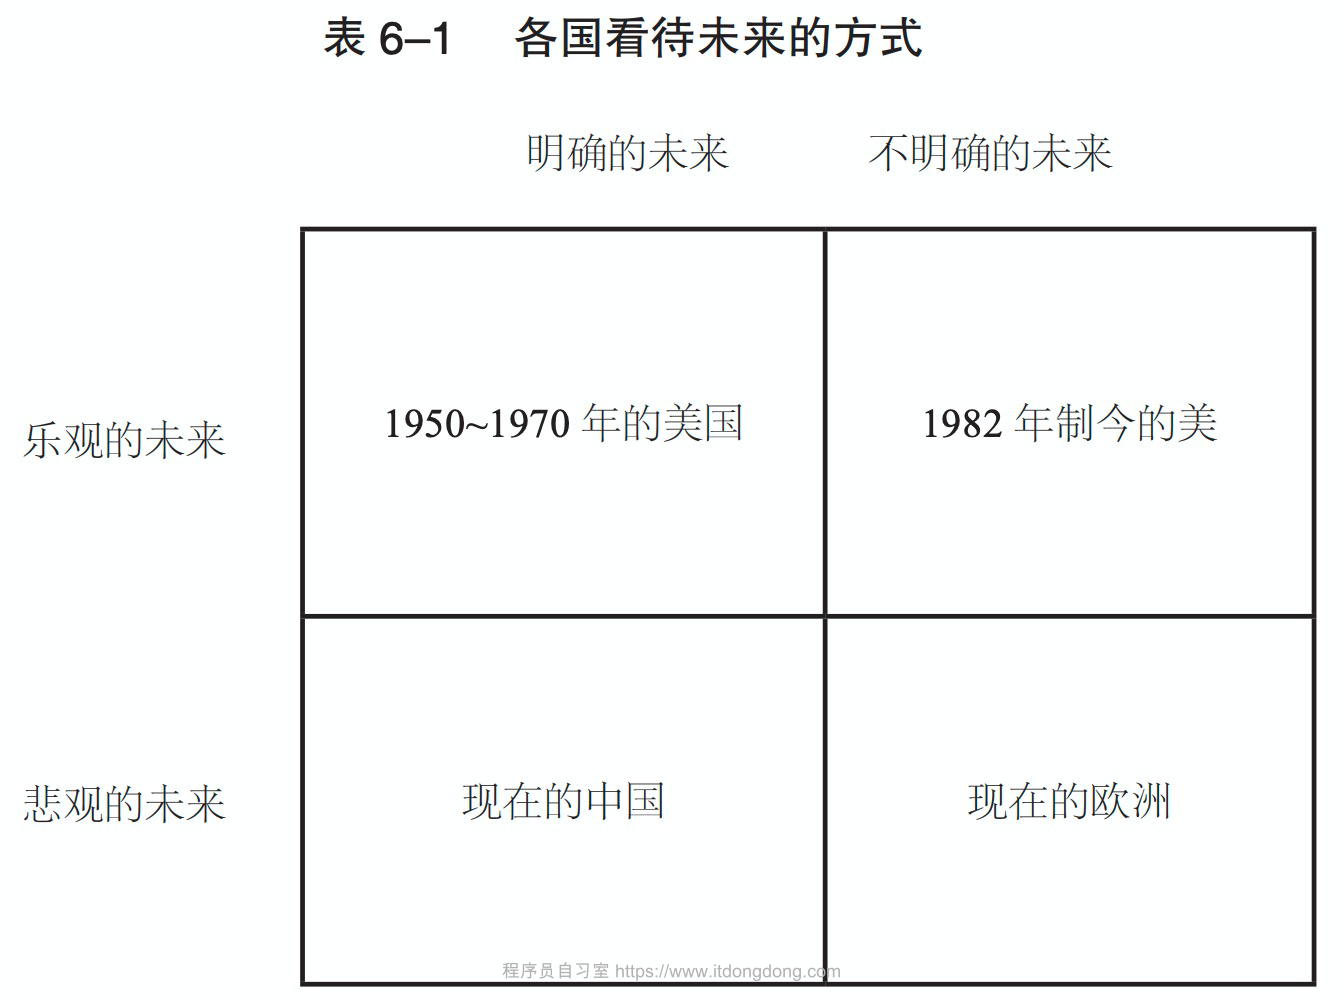 表 6–1 各国看待未来的方式
明确的未来 不明确的未来
乐观的未来 1950~1970 年的美国 1982 年制今的美
悲观的未来 现在的中国 现在的欧洲
程序员自习室 https://www.itdongdong.com